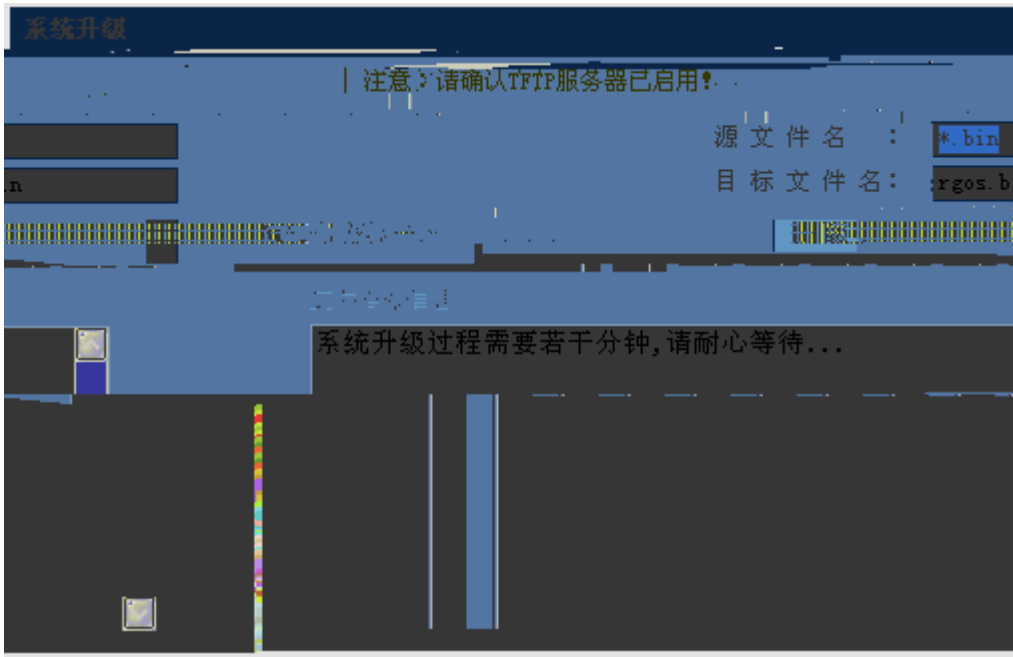 系统升级
注意：请确认TFTP服务器已启用！
源文件名：
*.bin
n
目标文件名：
rgos.b
系统升级过程需要若干分钟,请耐心等待...